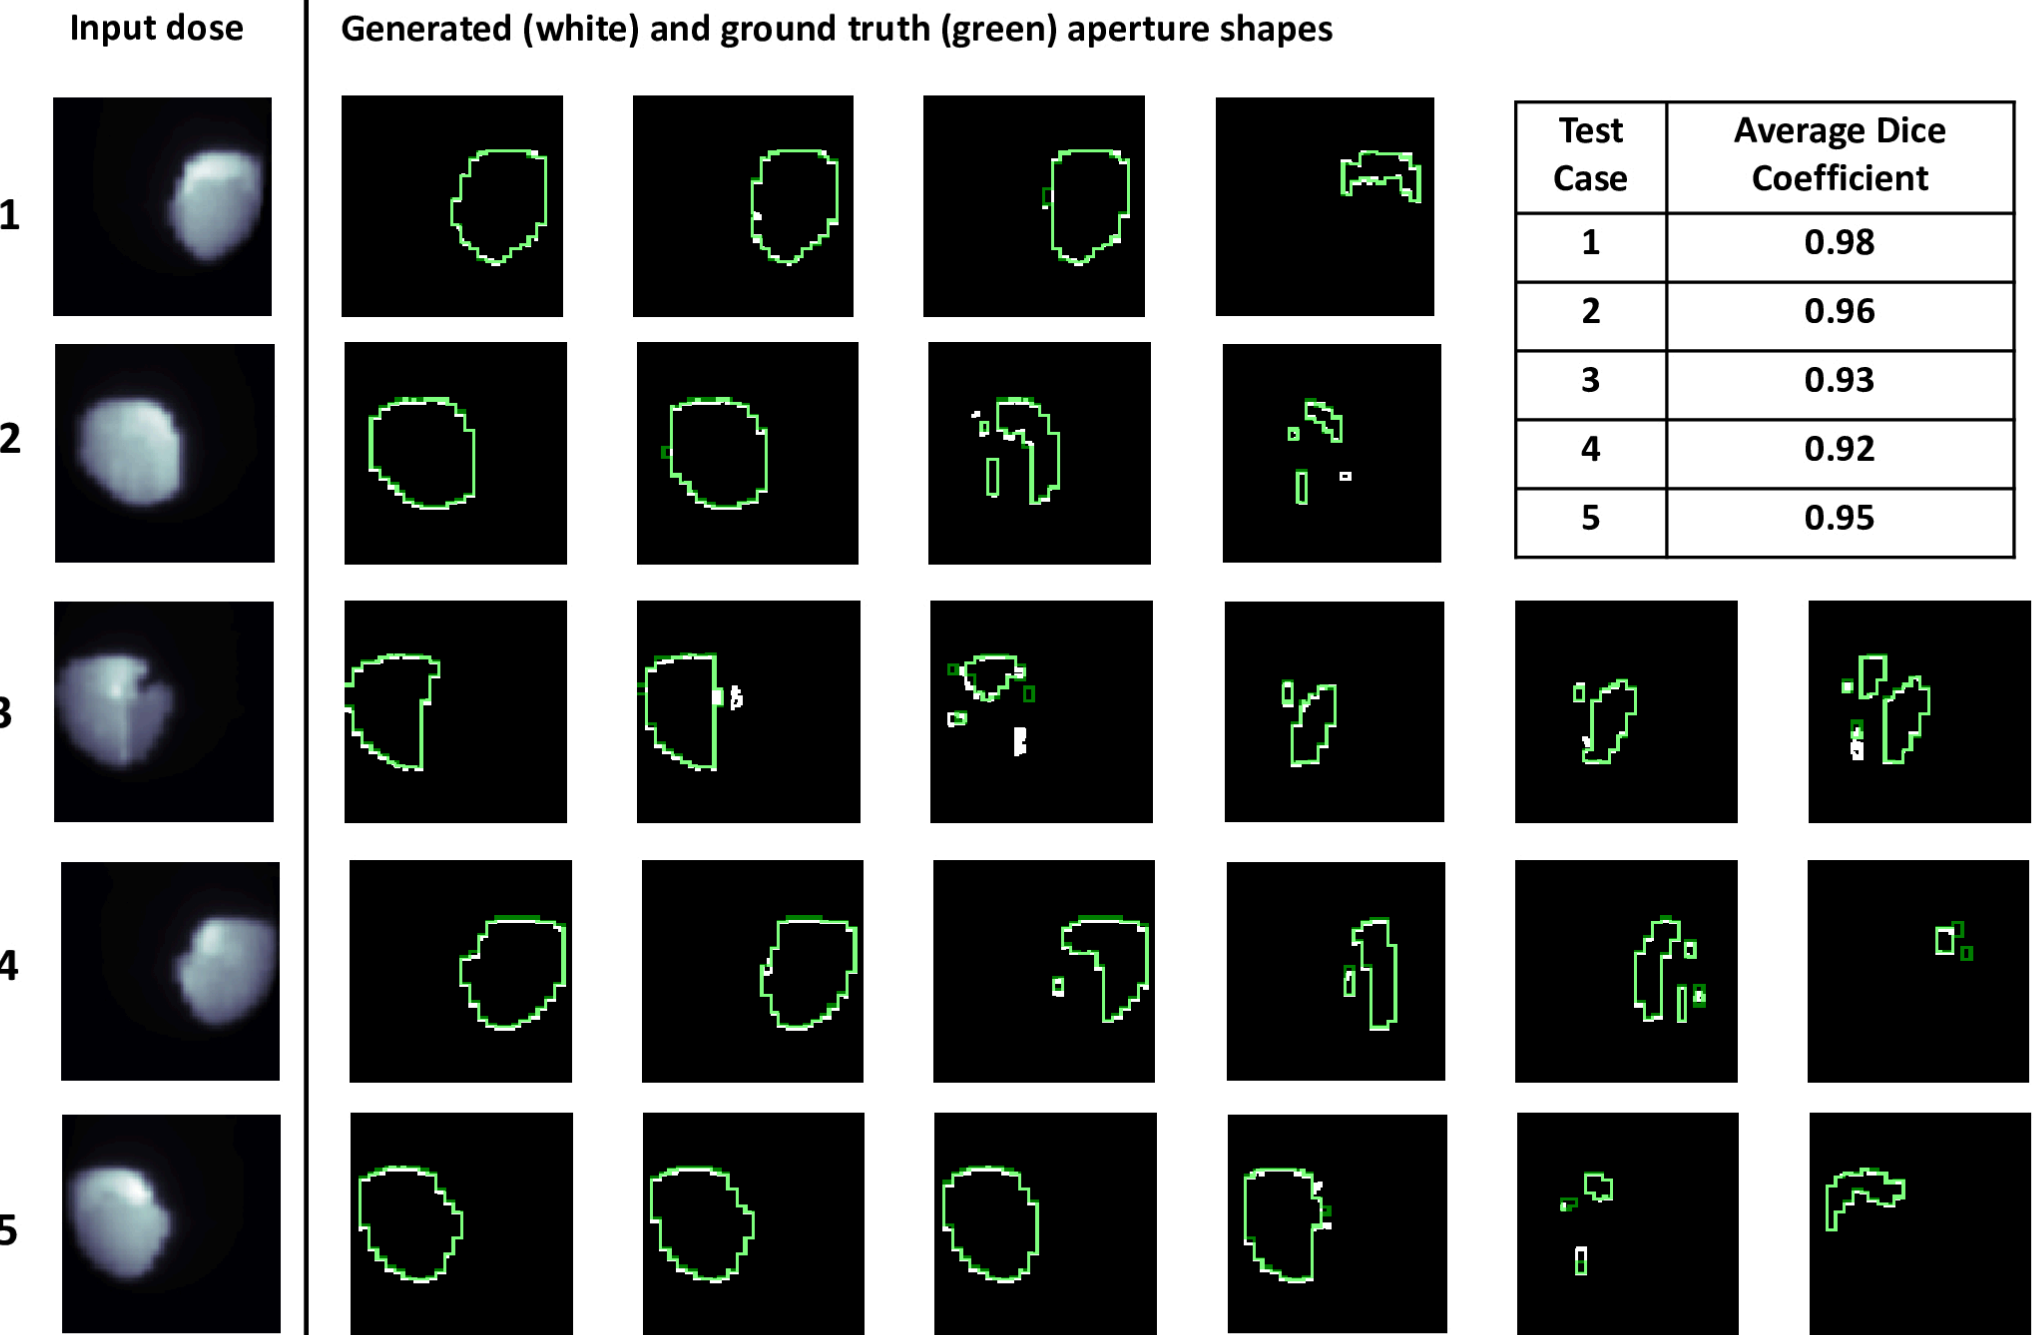 Input dose
Generated (white) and ground truth (green) aperture shapes
1
2
3
4
5
Test Case
Average Dice Coefficient
1 0.98
2 0.96
3 0.93
4 0.92
5 0.95